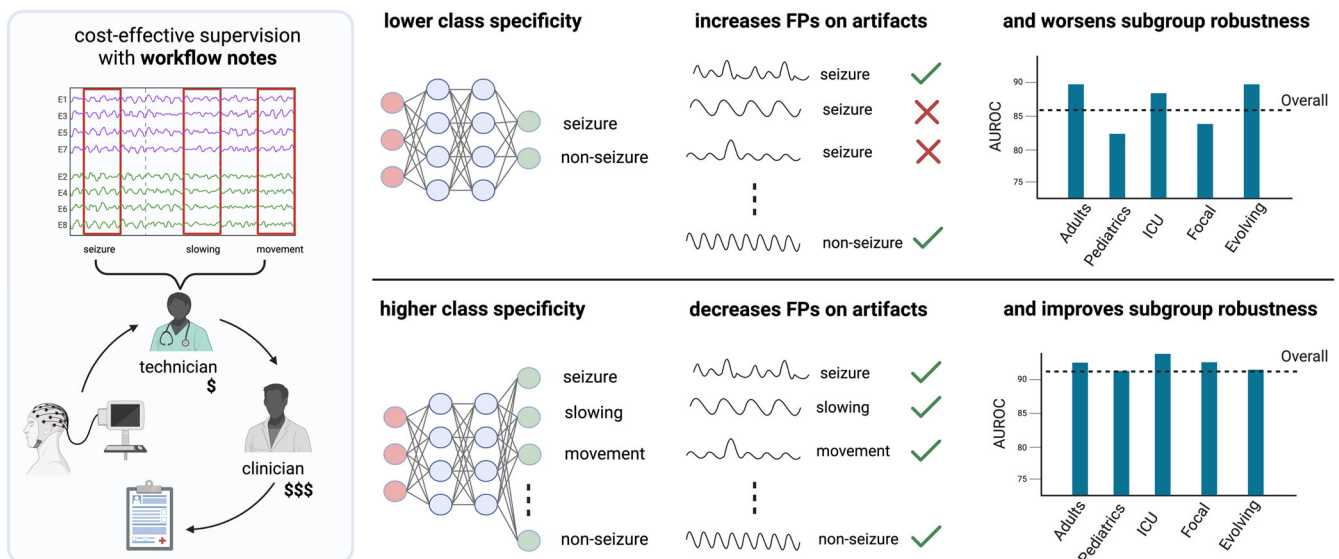 cost-effective supervision
with workflow notes
E1
E3
E5
E7
E2
E4
E6
E8
seizure
slowing
movement
technician
$
clinician
$$$
lower class specificity
seizure
non-seizure
increases FPs on artifacts
seizure
seizure
seizure
non-seizure
and worsens subgroup robustness
AUROC
90
85
80
75
Overall
Adults
Pediatrics
ICU
Focal
Evolving
higher class specificity
seizure
slowing
movement
non-seizure
decreases FPs on artifacts
seizure
slowing
movement
non-seizure
and improves subgroup robustness
AUROC
90
85
80
75
Overall
Adults
Pediatrics
ICU
Focal
Evolving